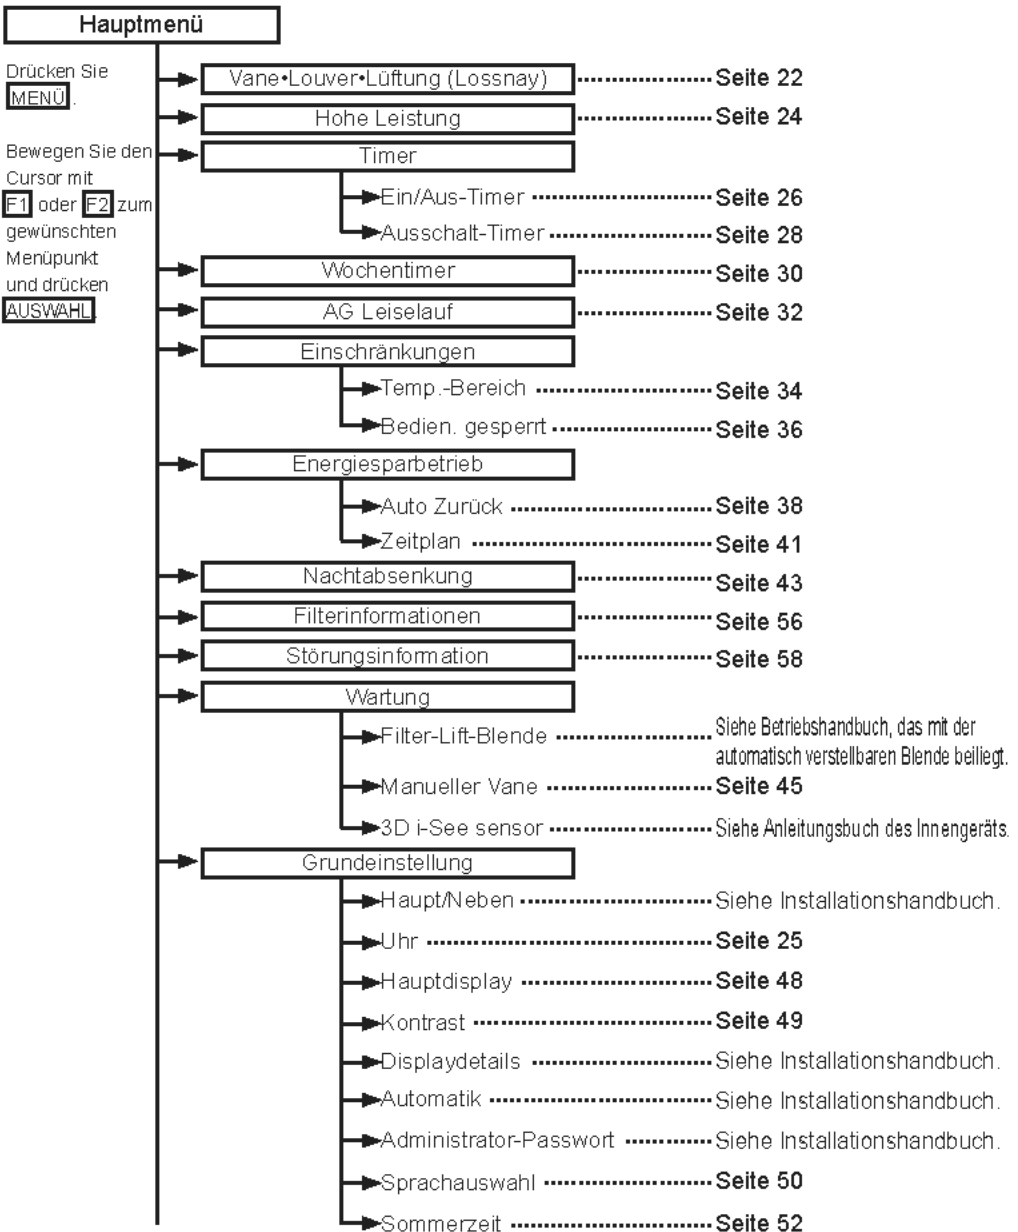 Hauptmenü
Drücken Sie
MENÜ.
Bewegen Sie den
Cursor mit
F1 oder F2 zum
gewünschten
Menüpunkt
und drücken
AUSWAHL.
Vane•Louver•Lüftung (Lossnay) Seite 22
Hohe Leistung Seite 24
Timer
Ein/Aus-Timer Seite 26
Ausschalt-Timer Seite 28
Wochentimer Seite 30
AG Leiselauf Seite 32
Einschränkungen
Temp.-Bereich Seite 34
Bedien. gesperrt Seite 36
Energiesparbetrieb
Auto Zurück Seite 38
Zeitplan Seite 41
Nachtabsenkung Seite 43
Filterinformationen Seite 56
Störungsinformation Seite 58
Wartung
Filter-Lift-Blende Siehe Betriebshandbuch, das mit der
automatisch verstellbaren Blende beiliegt.
Manueller Vane Seite 45
3D i-See sensor Siehe Anleitungsbuch des Innengeräts.
Grundeinstellung
Haupt/Neben Siehe Installationshandbuch.
Uhr Seite 25
Hauptdisplay Seite 48
Kontrast Seite 49
Displaydetails Siehe Installationshandbuch.
Automatik Siehe Installationshandbuch.
Administrator-Passwort Siehe Installationshandbuch.
Sprachauswahl Seite 50
Sommerzeit Seite 52